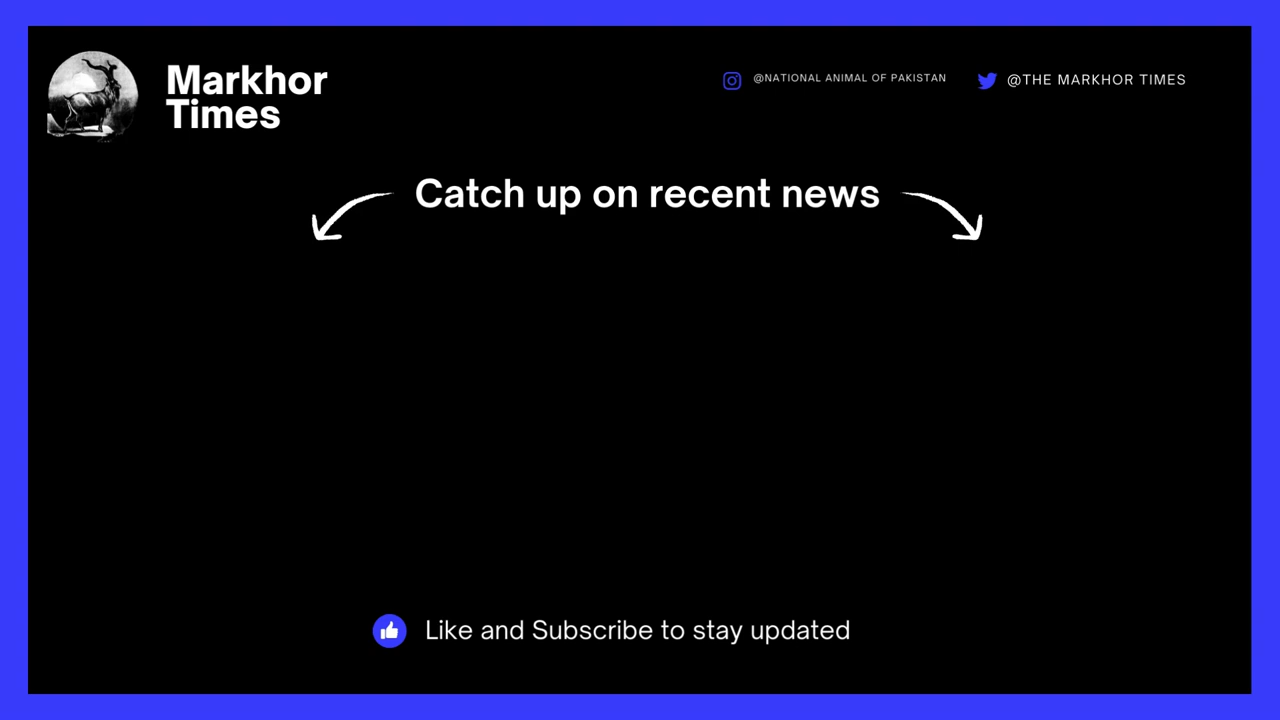 Markhor
Times
@NATIONAL ANIMAL OF PAKISTAN
@THE MARKHOR TIMES
Catch up on recent news
Like and Subscribe to stay updated